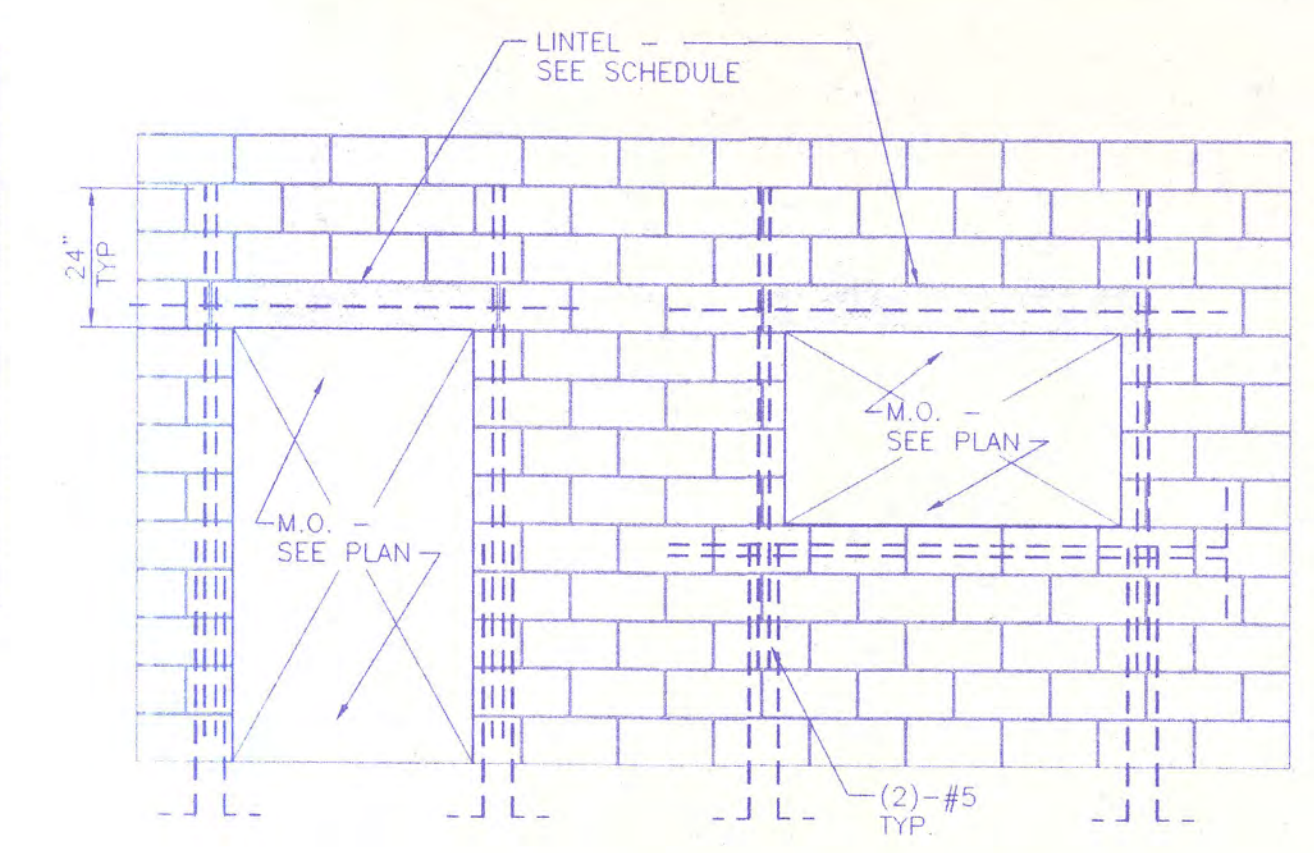 LINTEL -
SEE SCHEDULE
24"
TYP
M.O. -
SEE PLAN
M.O. -
SEE PLAN
(2)-#5
TYP.